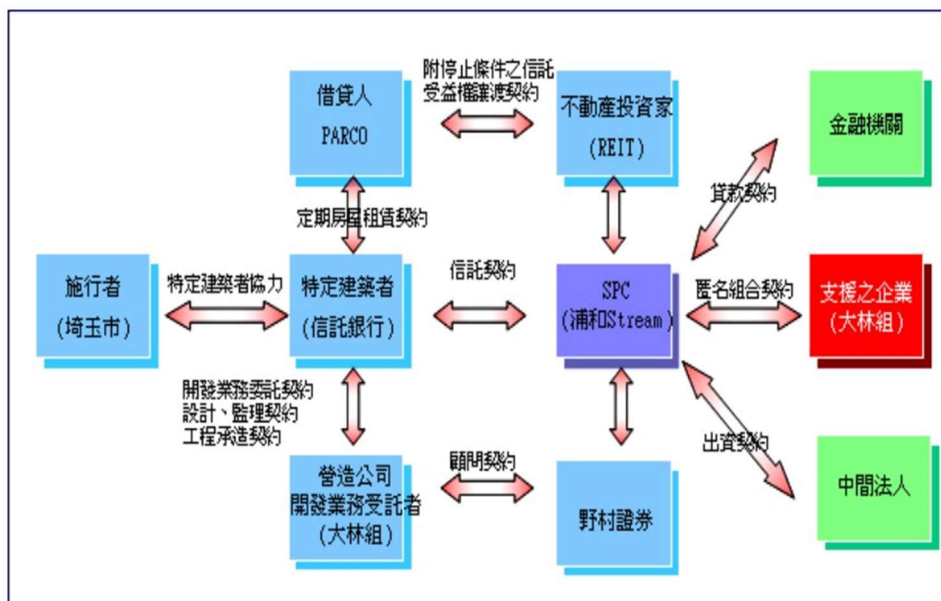 附停止條件之信託
受益權讓渡契約
借貸人
PARCO
不動產投資家
(REIT)
金融機關
貸款契約
定期房屋租賃契約
施行者
(埼玉市)
特定建築者協力
特定建築者
(信託銀行)
信託契約
SPC
(浦和Stream)
匿名組合契約
支援之企業
(大林組)
開發業務委託契約
設計、監理契約
工程承造契約
出資契約
營造公司
開發業務受託者
(大林組)
顧問契約
野村證券
中間法人